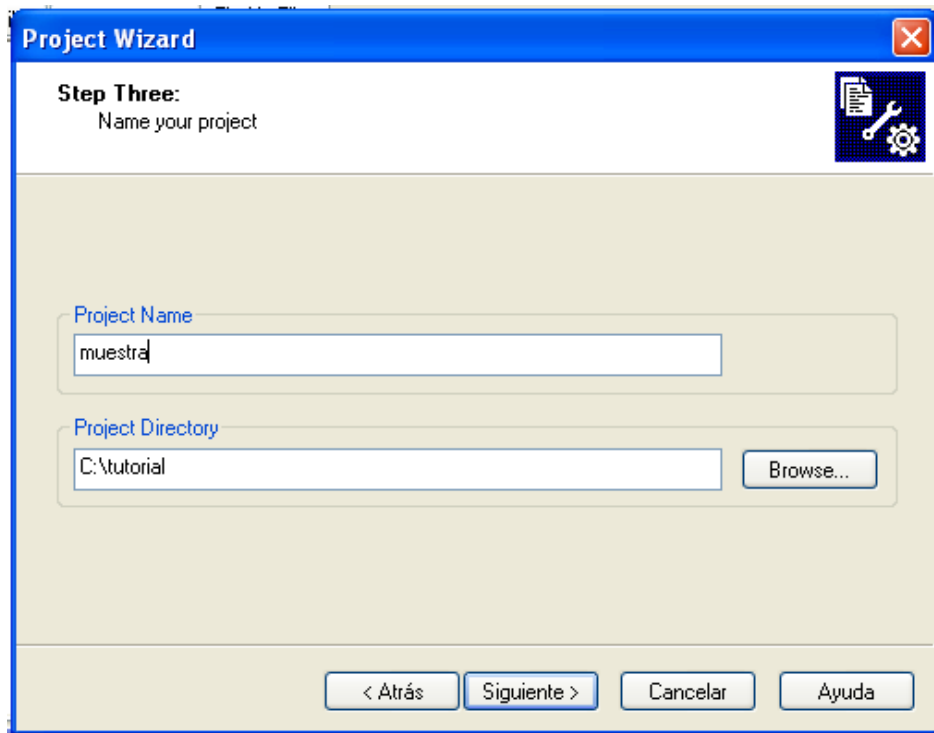 Project Wizard
Step Three:
Name your project
Project Name
muestra
Project Directory
C:\tutorial
Browse...
< Atrás
Siguiente >
Cancelar
Ayuda